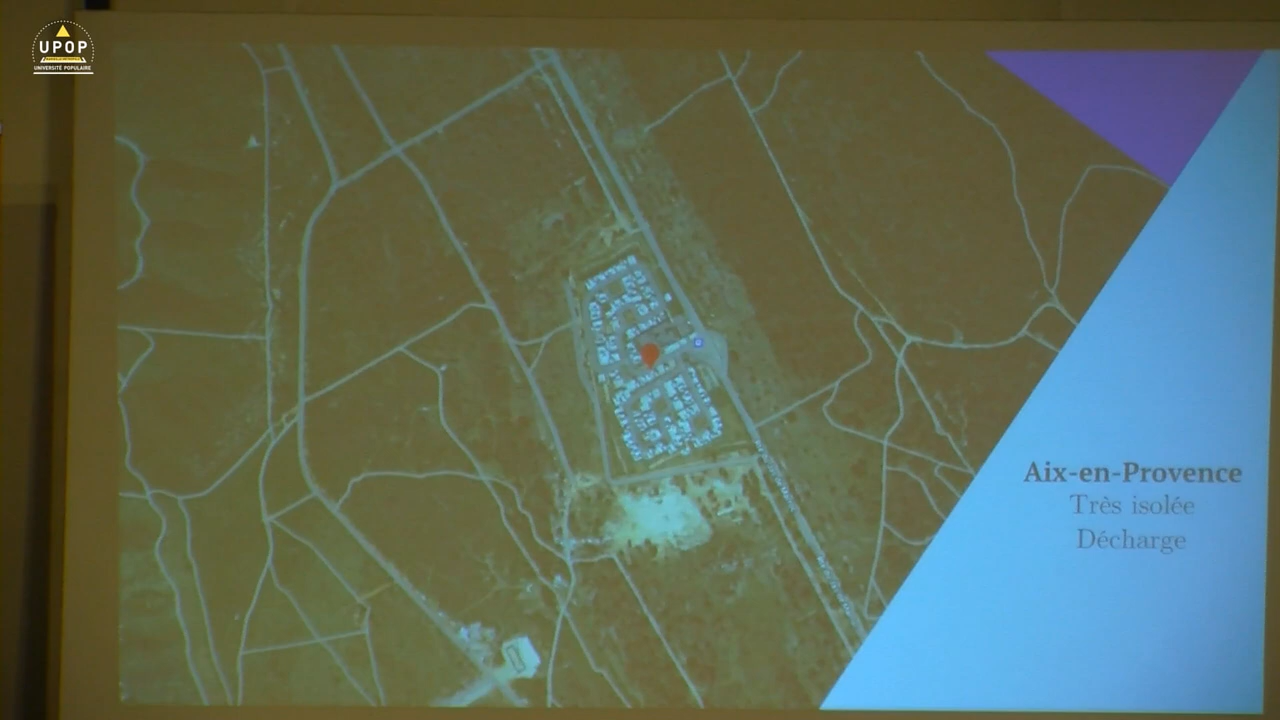 UPOP
UNIVERSITÉ POPULAIRE
Aix-en-Provence
Très isolée
Décharge